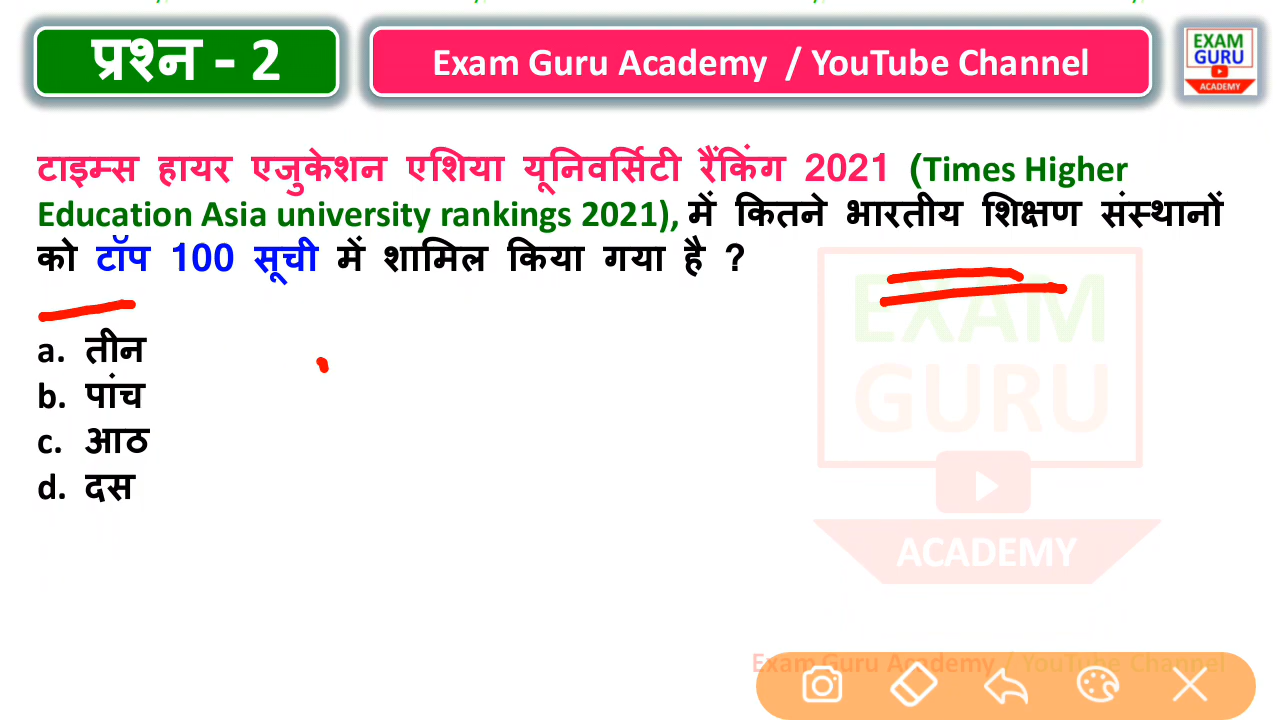 प्रश्न - 2
Exam Guru Academy / YouTube Channel
EXAM
GURU
ACADEMY
टाइम्स हायर एजुकेशन एशिया यूनिवर्सिटी रैंकिंग 2021 (Times Higher
Education Asia university rankings 2021), में कितने भारतीय शिक्षण संस्थानों
को टॉप 100 सूची में शामिल किया गया है ?
a. तीन
b. पांच
c. आठ
d. दस
EXAM
GURU
ACADEMY
Exam Guru Academy / YouTube Channel